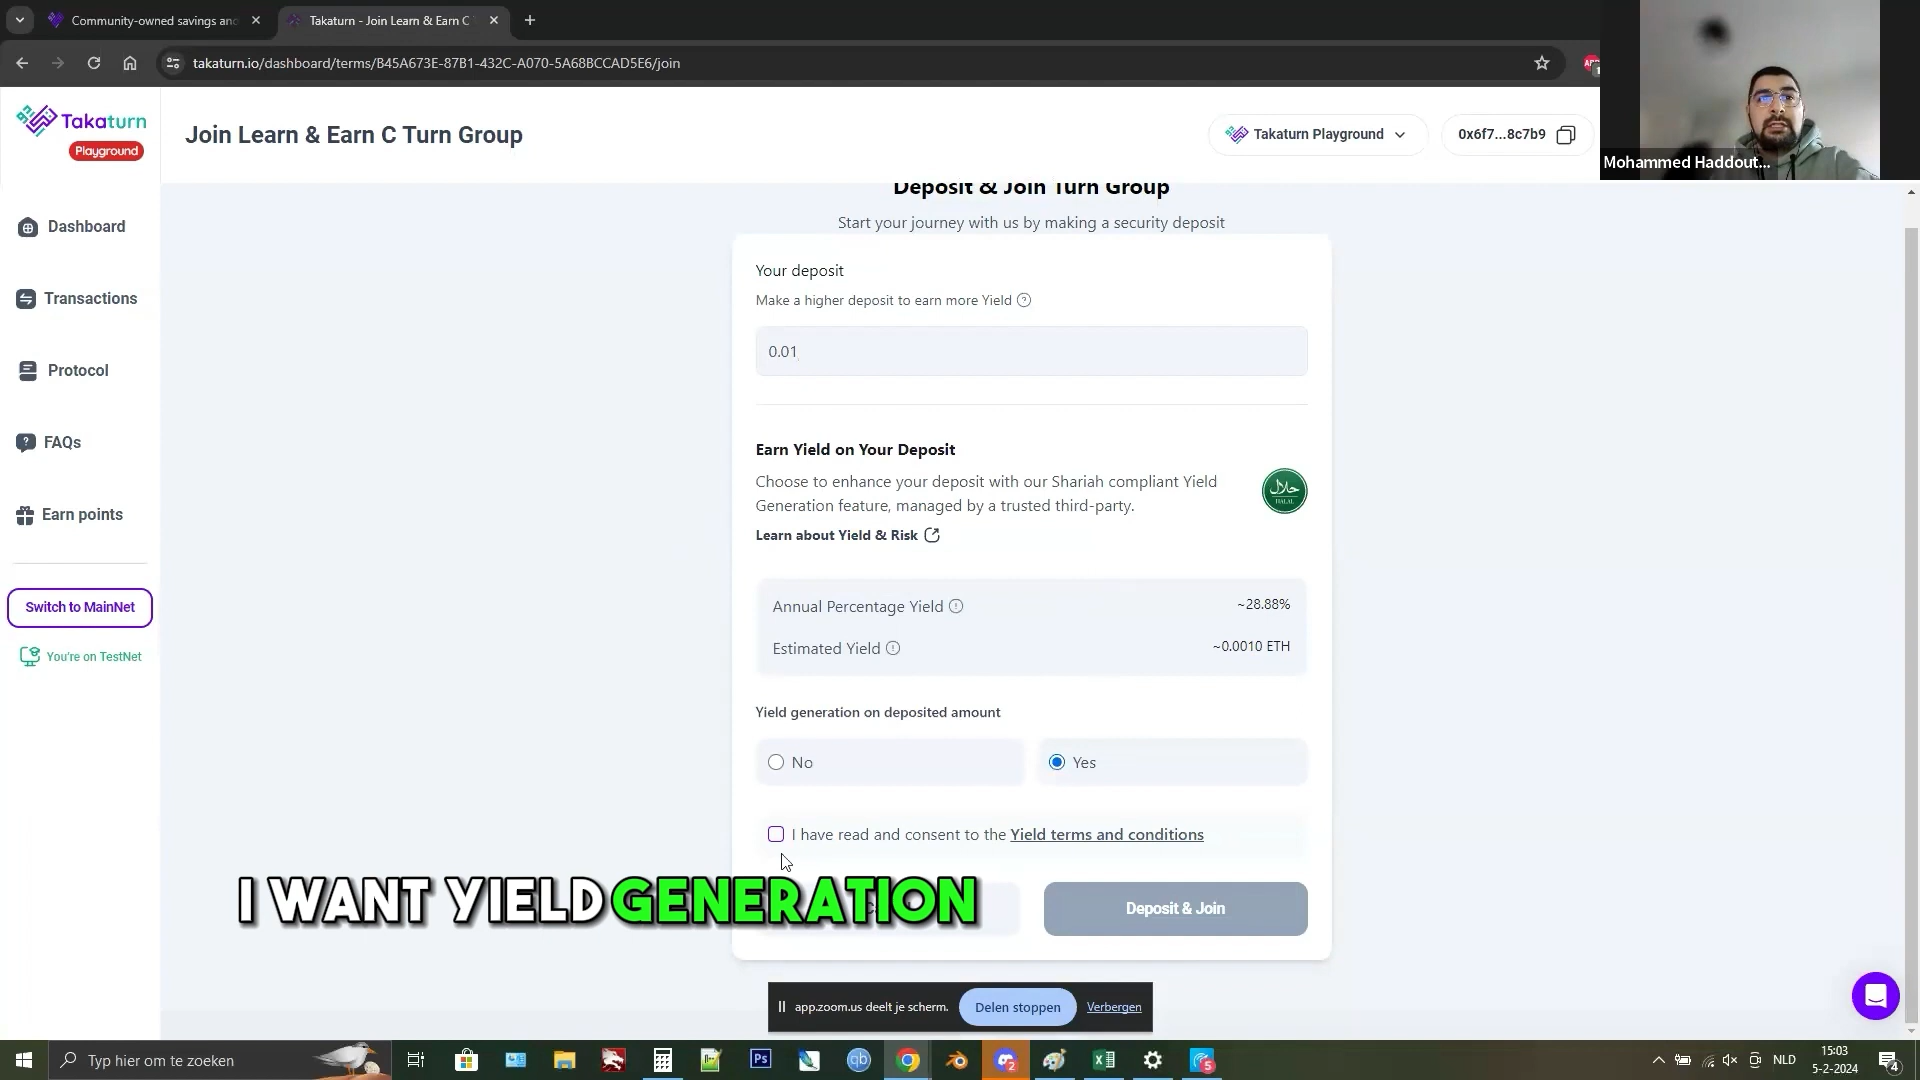 Community-owned savings and
Takaturn - Join Learn & Earn C T
takaturn.io/dashboard/terms/B45A673E-87B1-432C-A070-5A68BCCAD5E6/join
Takaturn
Playground
Join Learn & Earn C Turn Group
Takaturn Playground
0x6f7...8c7b9
Mohammed Haddout...
Dashboard
Transactions
Protocol
FAQs
Earn points
Switch to MainNet
You're on TestNet
Deposit & Join Turn Group
Start your journey with us by making a security deposit
Your deposit
Make a higher deposit to earn more Yield
0.01
Earn Yield on Your Deposit
Choose to enhance your deposit with our Shariah compliant Yield
Generation feature, managed by a trusted third-party.
حلال
HALAL
Learn about Yield & Risk
Annual Percentage Yield
~28.88%
Estimated Yield
~0.0010 ETH
Yield generation on deposited amount
No
Yes
I have read and consent to the Yield terms and conditions
I WANT YIELD GENERATION
Deposit & Join
app.zoom.us deelt je scherm.
Delen stoppen
Verbergen
Typ hier om te zoeken
Ps
qb
2
5
NLD
15:03
5-2-2024
4